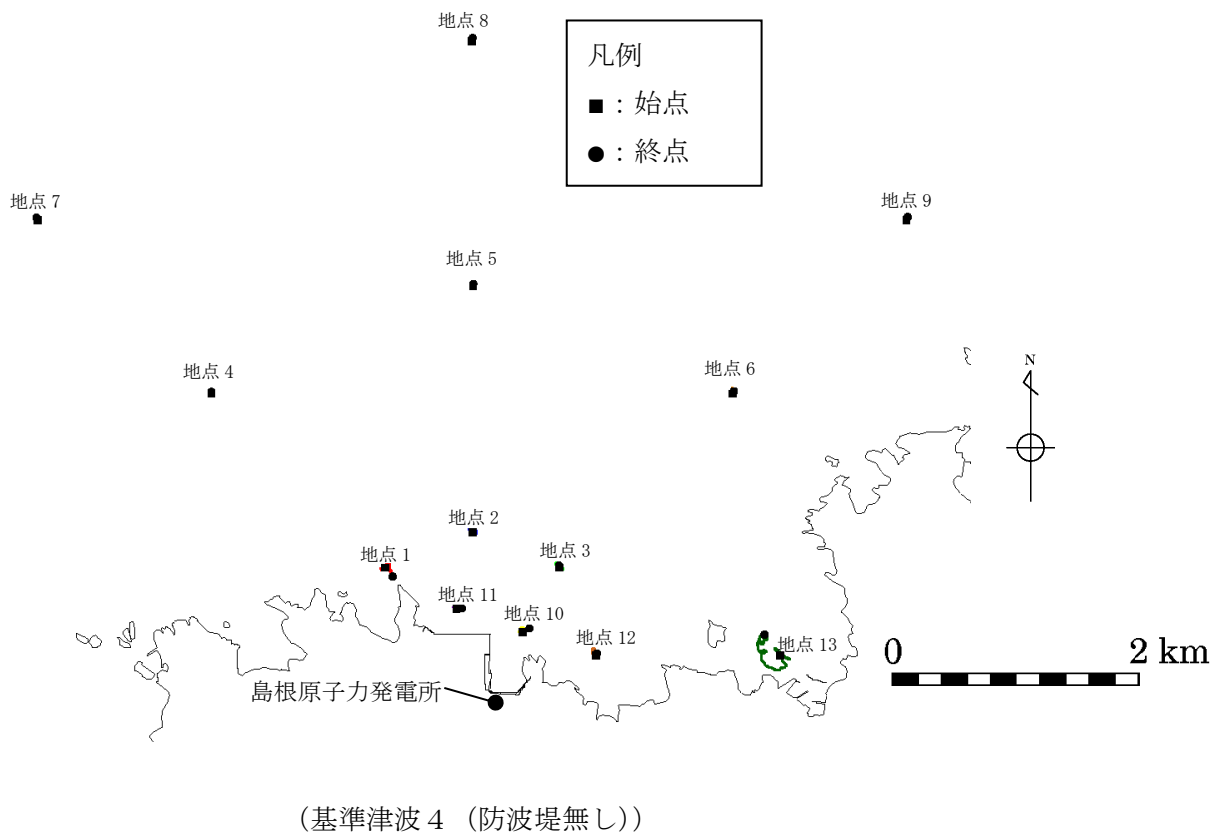 地点 8
凡例
■：始点
●：終点
地点 7
地点 9
地点 5
地点 4
地点 6
N
地点 2
地点 1
地点 3
地点 11
地点 10
地点 12
地点 13
0 2 km
島根原子力発電所
（基準津波４（防波堤無し））